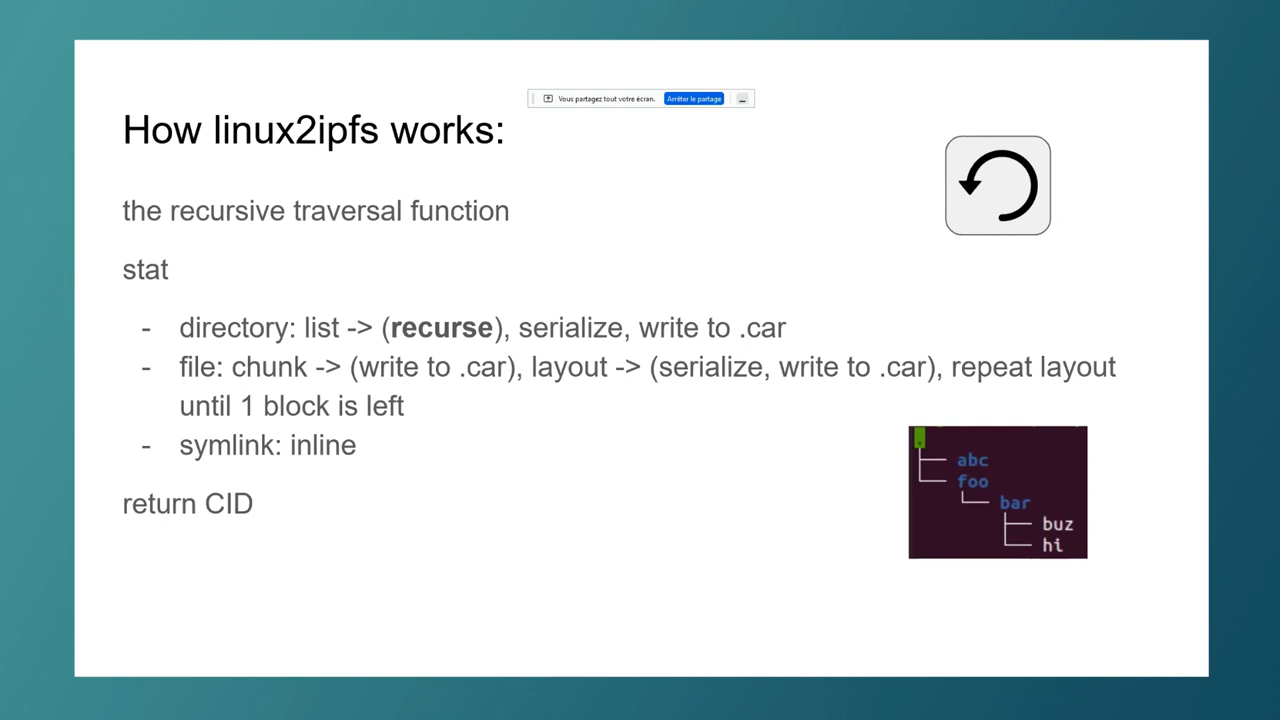 Vous partagez tout votre écran. Arrêter le partage
How linux2ipfs works:
the recursive traversal function
stat
- directory: list -> (recurse), serialize, write to .car
- file: chunk -> (write to .car), layout -> (serialize, write to .car), repeat layout
until 1 block is left
- symlink: inline
return CID
.
abc
foo
bar
buz
hi